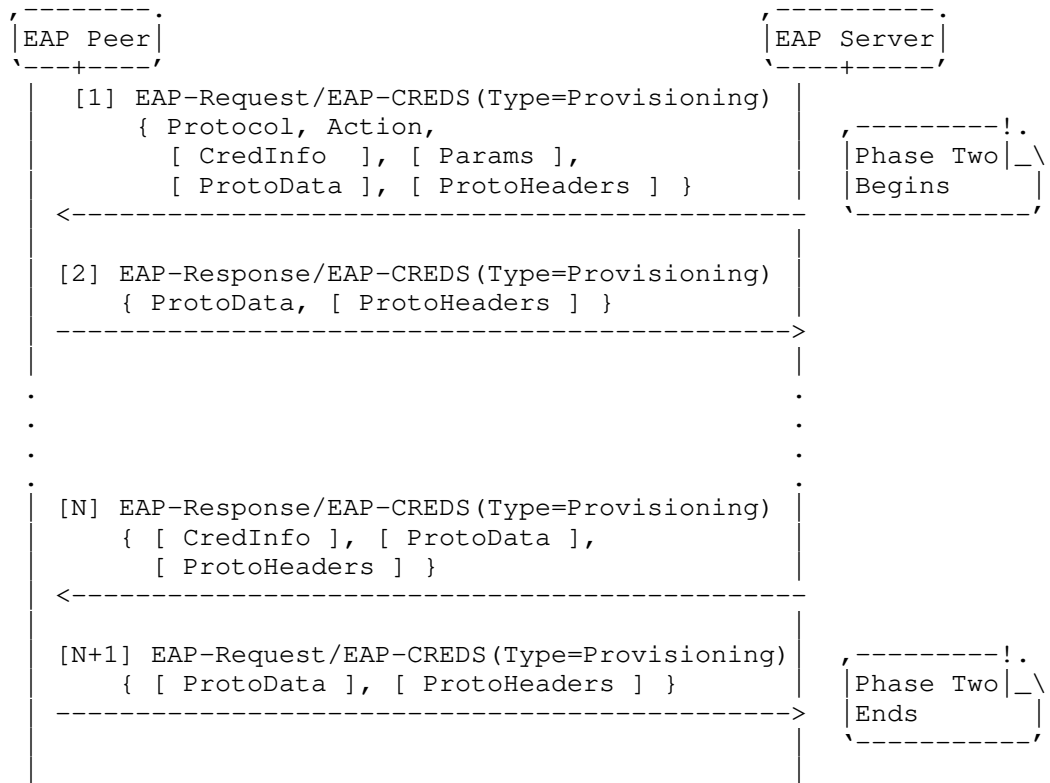 EAP Peer EAP Server
[1] EAP-Request/EAP-CREDS(Type=Provisioning)
{ Protocol, Action,
[ CredInfo ], [ Params ], Phase Two
[ ProtoData ], [ ProtoHeaders ] } Begins
[2] EAP-Response/EAP-CREDS(Type=Provisioning)
{ ProtoData, [ ProtoHeaders ] }
[N] EAP-Response/EAP-CREDS(Type=Provisioning)
{ [ CredInfo ], [ ProtoData ],
[ ProtoHeaders ] }
[N+1] EAP-Request/EAP-CREDS(Type=Provisioning)
{ [ ProtoData ], [ ProtoHeaders ] } Phase Two
Ends